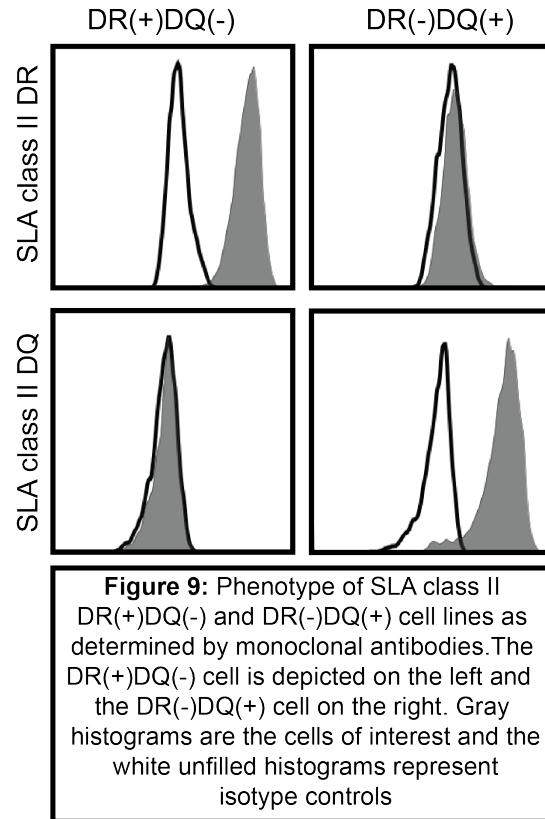 DR(+)DQ(-)
DR(-)DQ(+)
SLA class II DR
SLA class II DQ
Figure 9: Phenotype of SLA class II
DR(+)DQ(-) and DR(-)DQ(+) cell lines as
determined by monoclonal antibodies.The
DR(+)DQ(-) cell is depicted on the left and
the DR(-)DQ(+) cell on the right. Gray
histograms are the cells of interest and the
white unfilled histograms represent
isotype controls